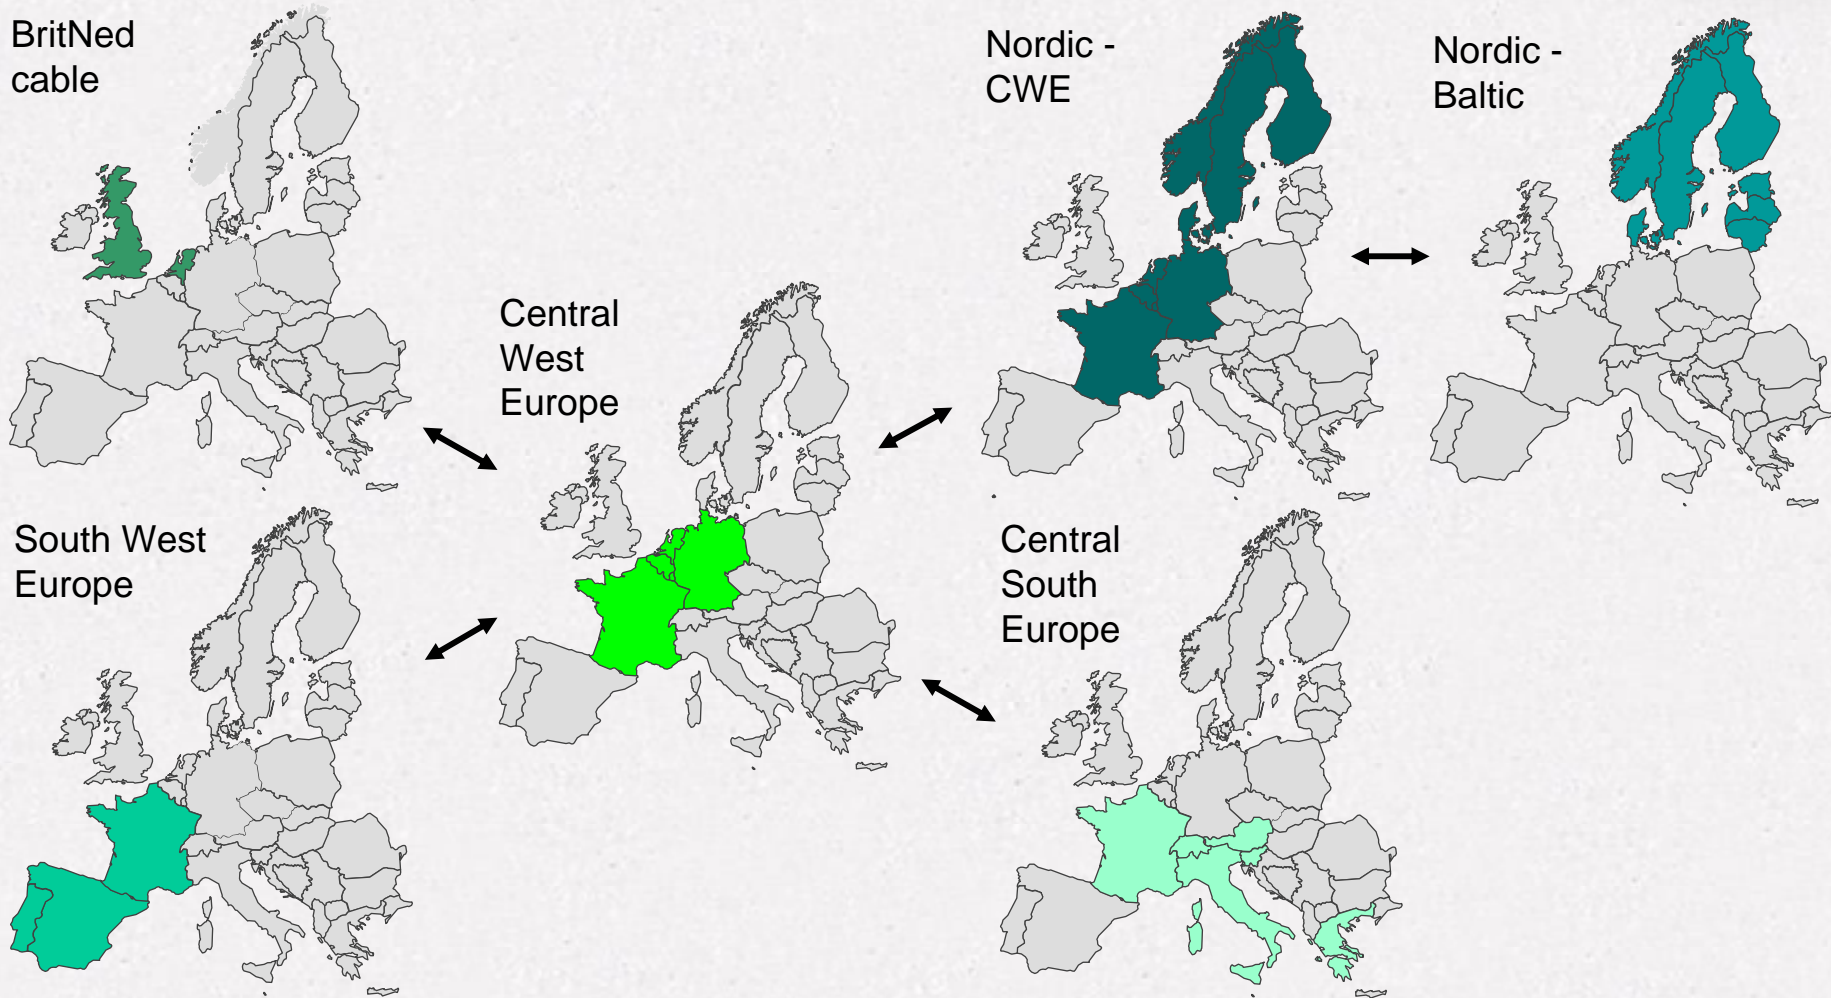 BritNed
cable
Nordic -
CWE
Nordic -
Baltic
Central
West
Europe
South West
Europe
Central
South
Europe